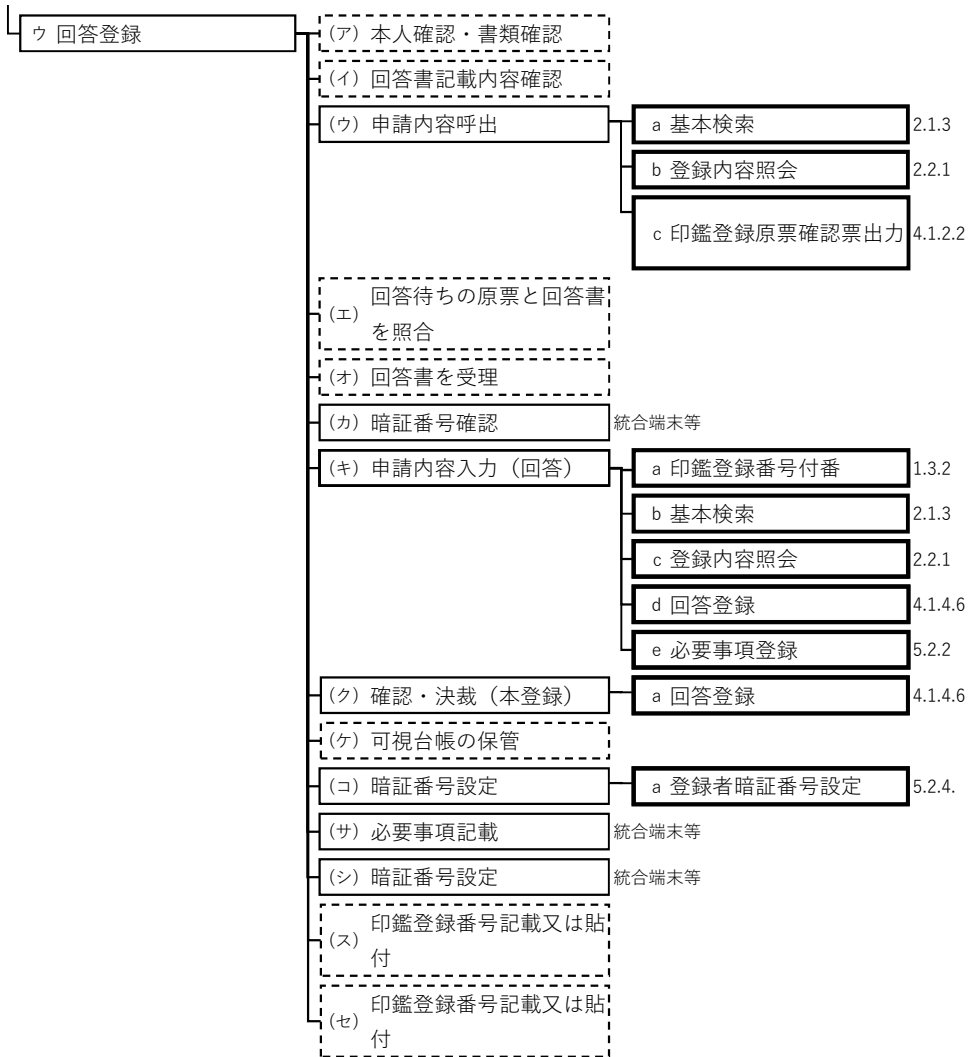 ウ 回答登録
(ア) 本人確認・書類確認
(イ) 回答書記載内容確認
(ウ) 申請内容呼出
a 基本検索 2.1.3
b 登録内容照会 2.2.1
c 印鑑登録原票確認票出力 4.1.2.2
(エ) 回答待ちの原票と回答書
を照合
(オ) 回答書を受理
(カ) 暗証番号確認 統合端末等
(キ) 申請内容入力（回答）
a 印鑑登録番号付番 1.3.2
b 基本検索 2.1.3
c 登録内容照会 2.2.1
d 回答登録 4.1.4.6
e 必要事項登録 5.2.2
(ク) 確認・決裁（本登録）
a 回答登録 4.1.4.6
(ケ) 可視台帳の保管
(コ) 暗証番号設定
a 登録者暗証番号設定 5.2.4.
(サ) 必要事項記載 統合端末等
(シ) 暗証番号設定 統合端末等
(ス) 印鑑登録番号記載又は貼
付
(セ) 印鑑登録番号記載又は貼
付